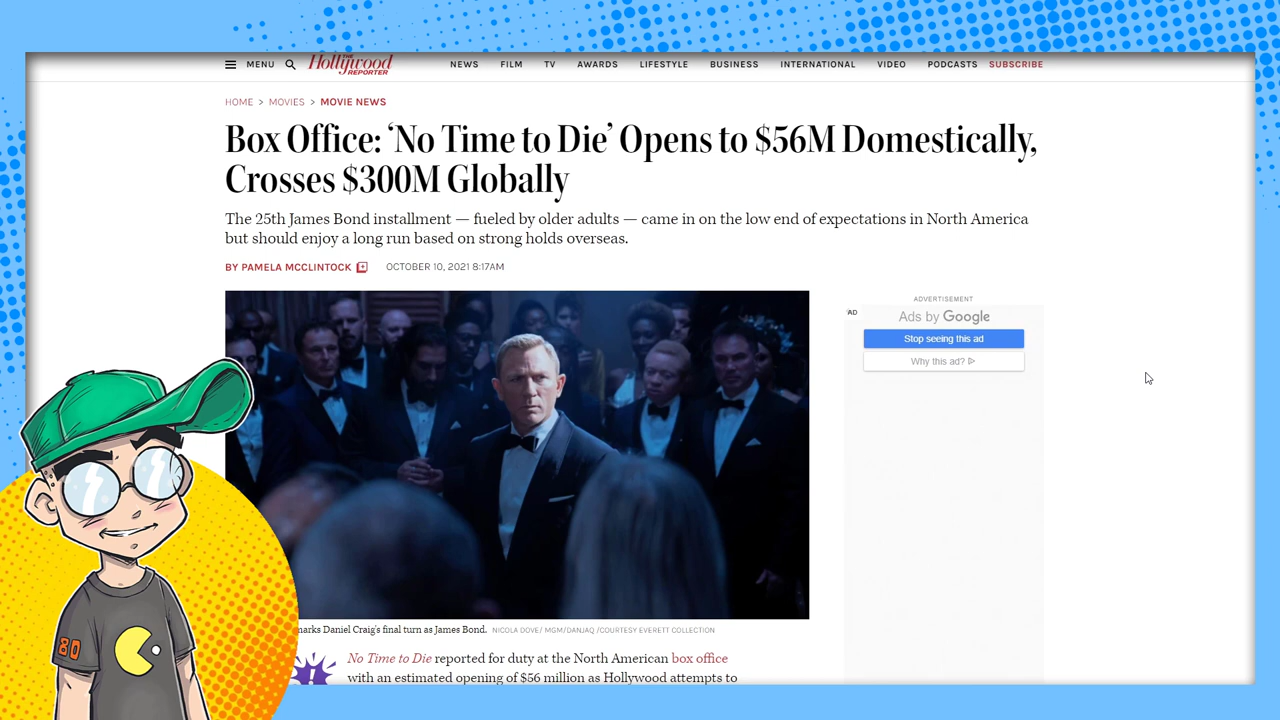 MENU
The Hollywood
REPORTER
NEWS FILM TV AWARDS LIFESTYLE BUSINESS INTERNATIONAL VIDEO PODCASTS SUBSCRIBE
HOME > MOVIES > MOVIE NEWS
Box Office: ‘No Time to Die’ Opens to $56M Domestically,
Crosses $300M Globally
The 25th James Bond installment — fueled by older adults — came in on the low end of expectations in North America
but should enjoy a long run based on strong holds overseas.
BY PAMELA MCCLINTOCK OCTOBER 10, 2021 8:17AM
ADVERTISEMENT
AD
Ads by Google
Stop seeing this ad
Why this ad?
marks Daniel Craig's final turn as James Bond. NICOLA DOVE/ MGM/DANJAQ /COURTESY EVERETT COLLECTION
No Time to Die reported for duty at the North American box office
with an estimated opening of $56 million as Hollywood attempts to
80